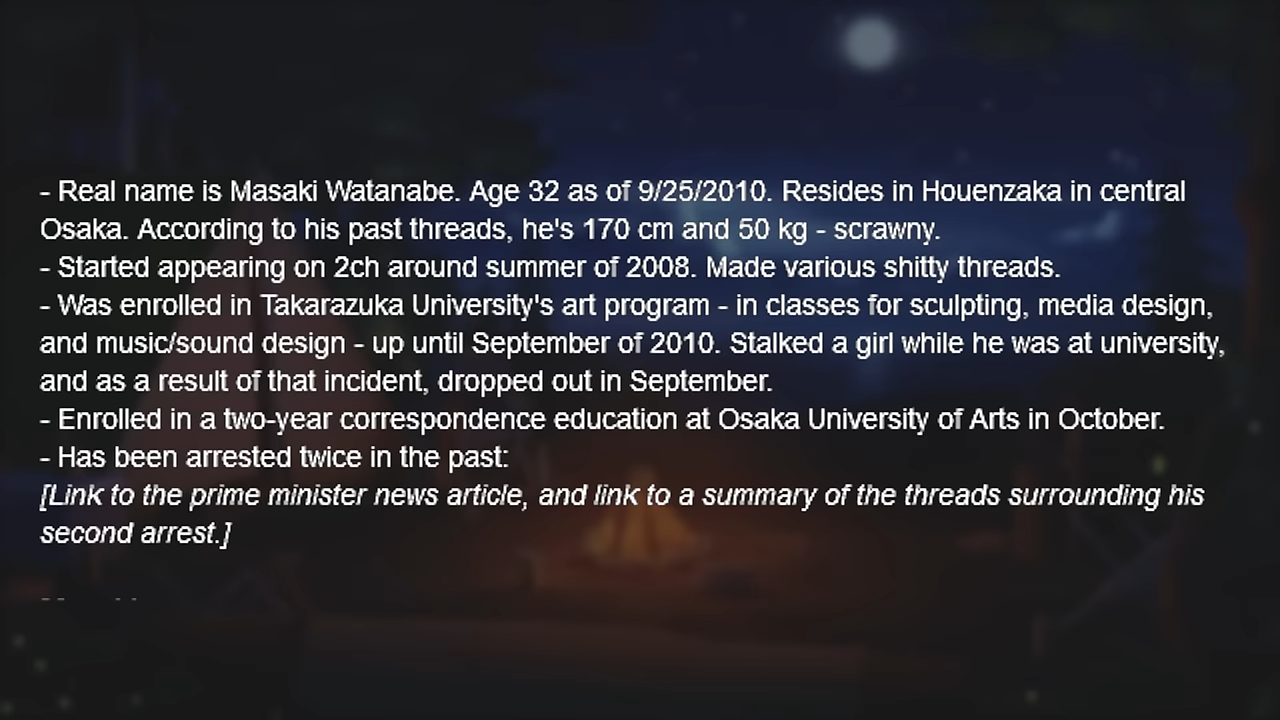 - Real name is Masaki Watanabe. Age 32 as of 9/25/2010. Resides in Houenzaka in central
Osaka. According to his past threads, he's 170 cm and 50 kg - scrawny.
- Started appearing on 2ch around summer of 2008. Made various shitty threads.
- Was enrolled in Takarazuka University's art program - in classes for sculpting, media design,
and music/sound design - up until September of 2010. Stalked a girl while he was at university,
and as a result of that incident, dropped out in September.
- Enrolled in a two-year correspondence education at Osaka University of Arts in October.
- Has been arrested twice in the past:
[Link to the prime minister news article, and link to a summary of the threads surrounding his
second arrest.]